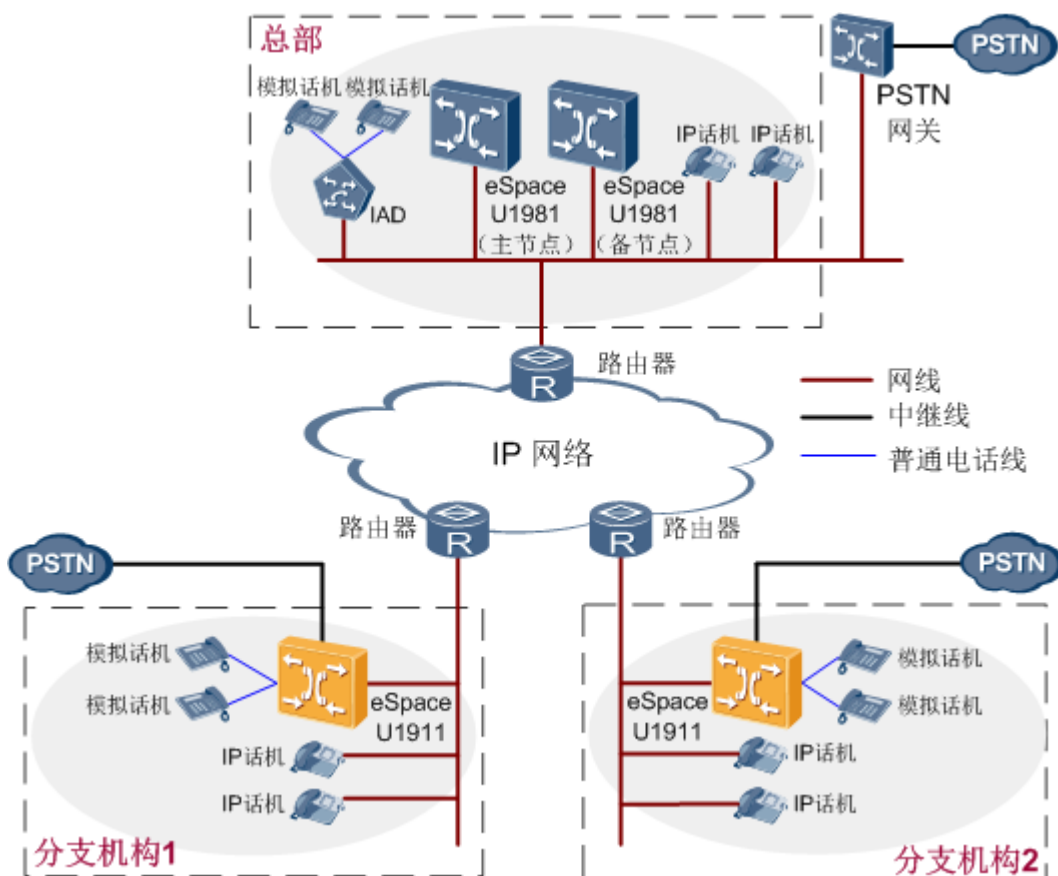 总部
PSTN
模拟话机 模拟话机
PSTN
网关
IP话机 IP话机
eSpace
U1981
(主节点)
eSpace
U1981
(备节点)
IAD
路由器
R
网线
中继线
普通电话线
IP 网络
路由器
R
R
路由器
PSTN
PSTN
模拟话机
模拟话机
eSpace
U1911
IP话机
IP话机
分支机构1
模拟话机
模拟话机
eSpace
U1911
IP话机
IP话机
分支机构2